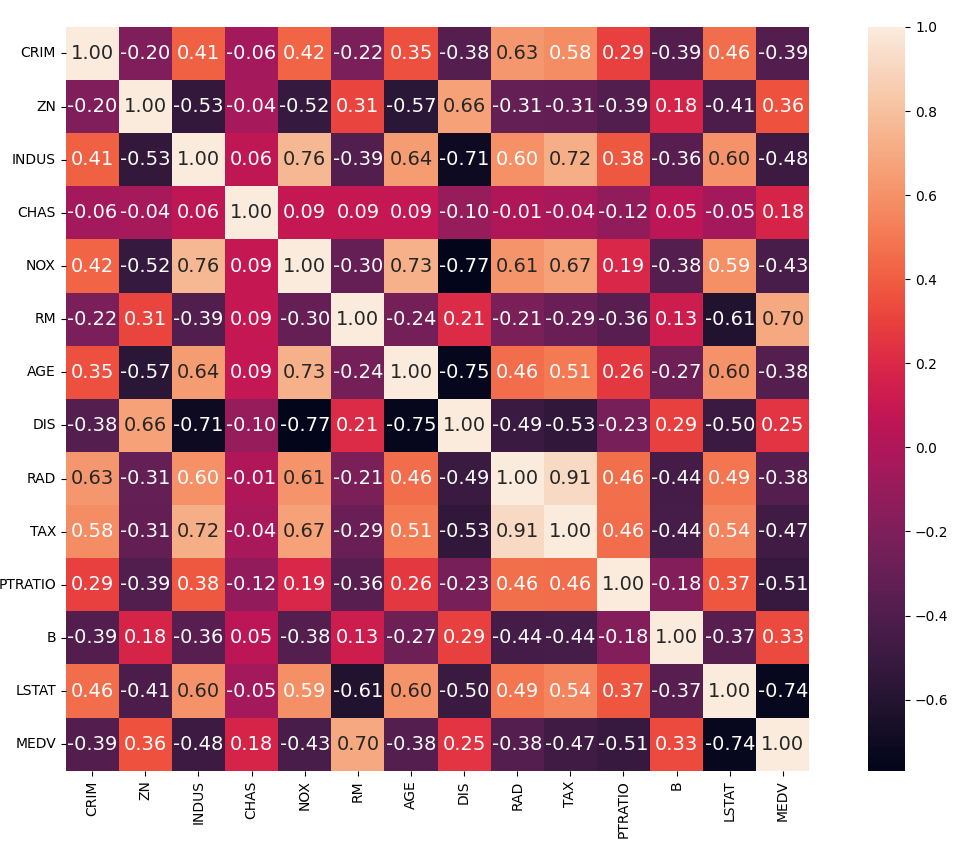 CRIM 1.00 -0.20 0.41 -0.06 0.42 -0.22 0.35 -0.38 0.63 0.58 0.29 -0.39 0.46 -0.39
ZN -0.20 1.00 -0.53 -0.04 -0.52 0.31 -0.57 0.66 -0.31 -0.31 -0.39 0.18 -0.41 0.36
INDUS 0.41 -0.53 1.00 0.06 0.76 -0.39 0.64 -0.71 0.60 0.72 0.38 -0.36 0.60 -0.48
CHAS -0.06 -0.04 0.06 1.00 0.09 0.09 0.09 -0.10 -0.01 -0.04 -0.12 0.05 -0.05 0.18
NOX 0.42 -0.52 0.76 0.09 1.00 -0.30 0.73 -0.77 0.61 0.67 0.19 -0.38 0.59 -0.43
RM -0.22 0.31 -0.39 0.09 -0.30 1.00 -0.24 0.21 -0.21 -0.29 -0.36 0.13 -0.61 0.70
AGE 0.35 -0.57 0.64 0.09 0.73 -0.24 1.00 -0.75 0.46 0.51 0.26 -0.27 0.60 -0.38
DIS -0.38 0.66 -0.71 -0.10 -0.77 0.21 -0.75 1.00 -0.49 -0.53 -0.23 0.29 -0.50 0.25
RAD 0.63 -0.31 0.60 -0.01 0.61 -0.21 0.46 -0.49 1.00 0.91 0.46 -0.44 0.49 -0.38
TAX 0.58 -0.31 0.72 -0.04 0.67 -0.29 0.51 -0.53 0.91 1.00 0.46 -0.44 0.54 -0.47
PTRATIO 0.29 -0.39 0.38 -0.12 0.19 -0.36 0.26 -0.23 0.46 0.46 1.00 -0.18 0.37 -0.51
B -0.39 0.18 -0.36 0.05 -0.38 0.13 -0.27 0.29 -0.44 -0.44 -0.18 1.00 -0.37 0.33
LSTAT 0.46 -0.41 0.60 -0.05 0.59 -0.61 0.60 -0.50 0.49 0.54 0.37 -0.37 1.00 -0.74
MEDV -0.39 0.36 -0.48 0.18 -0.43 0.70 -0.38 0.25 -0.38 -0.47 -0.51 0.33 -0.74 1.00
CRIM ZN INDUS CHAS NOX RM AGE DIS RAD TAX PTRATIO B LSTAT MEDV
1.0
0.8
0.6
0.4
0.2
0.0
−0.2
−0.4
−0.6